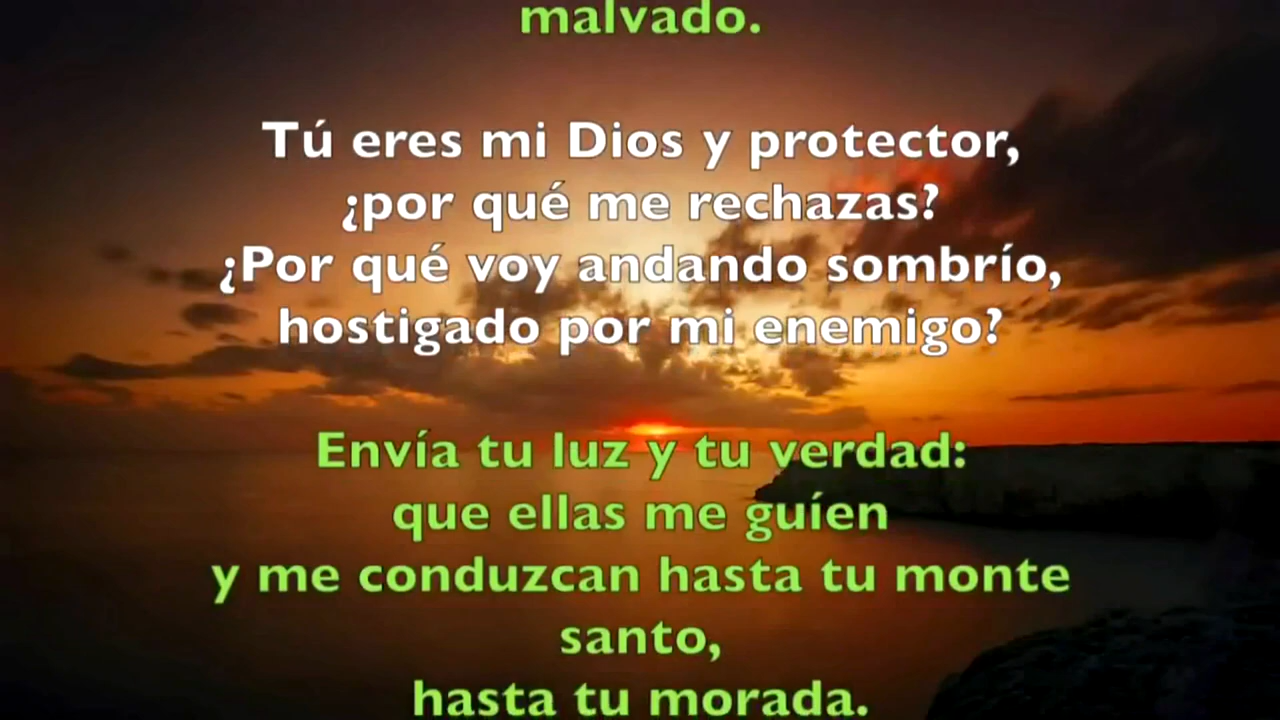 malvado.
Tú eres mi Dios y protector,
¿por qué me rechazas?
¿Por qué voy andando sombrío,
hostigado por mi enemigo?
Envía tu luz y tu verdad:
que ellas me guíen
y me conduzcan hasta tu monte
santo,
hasta tu morada.